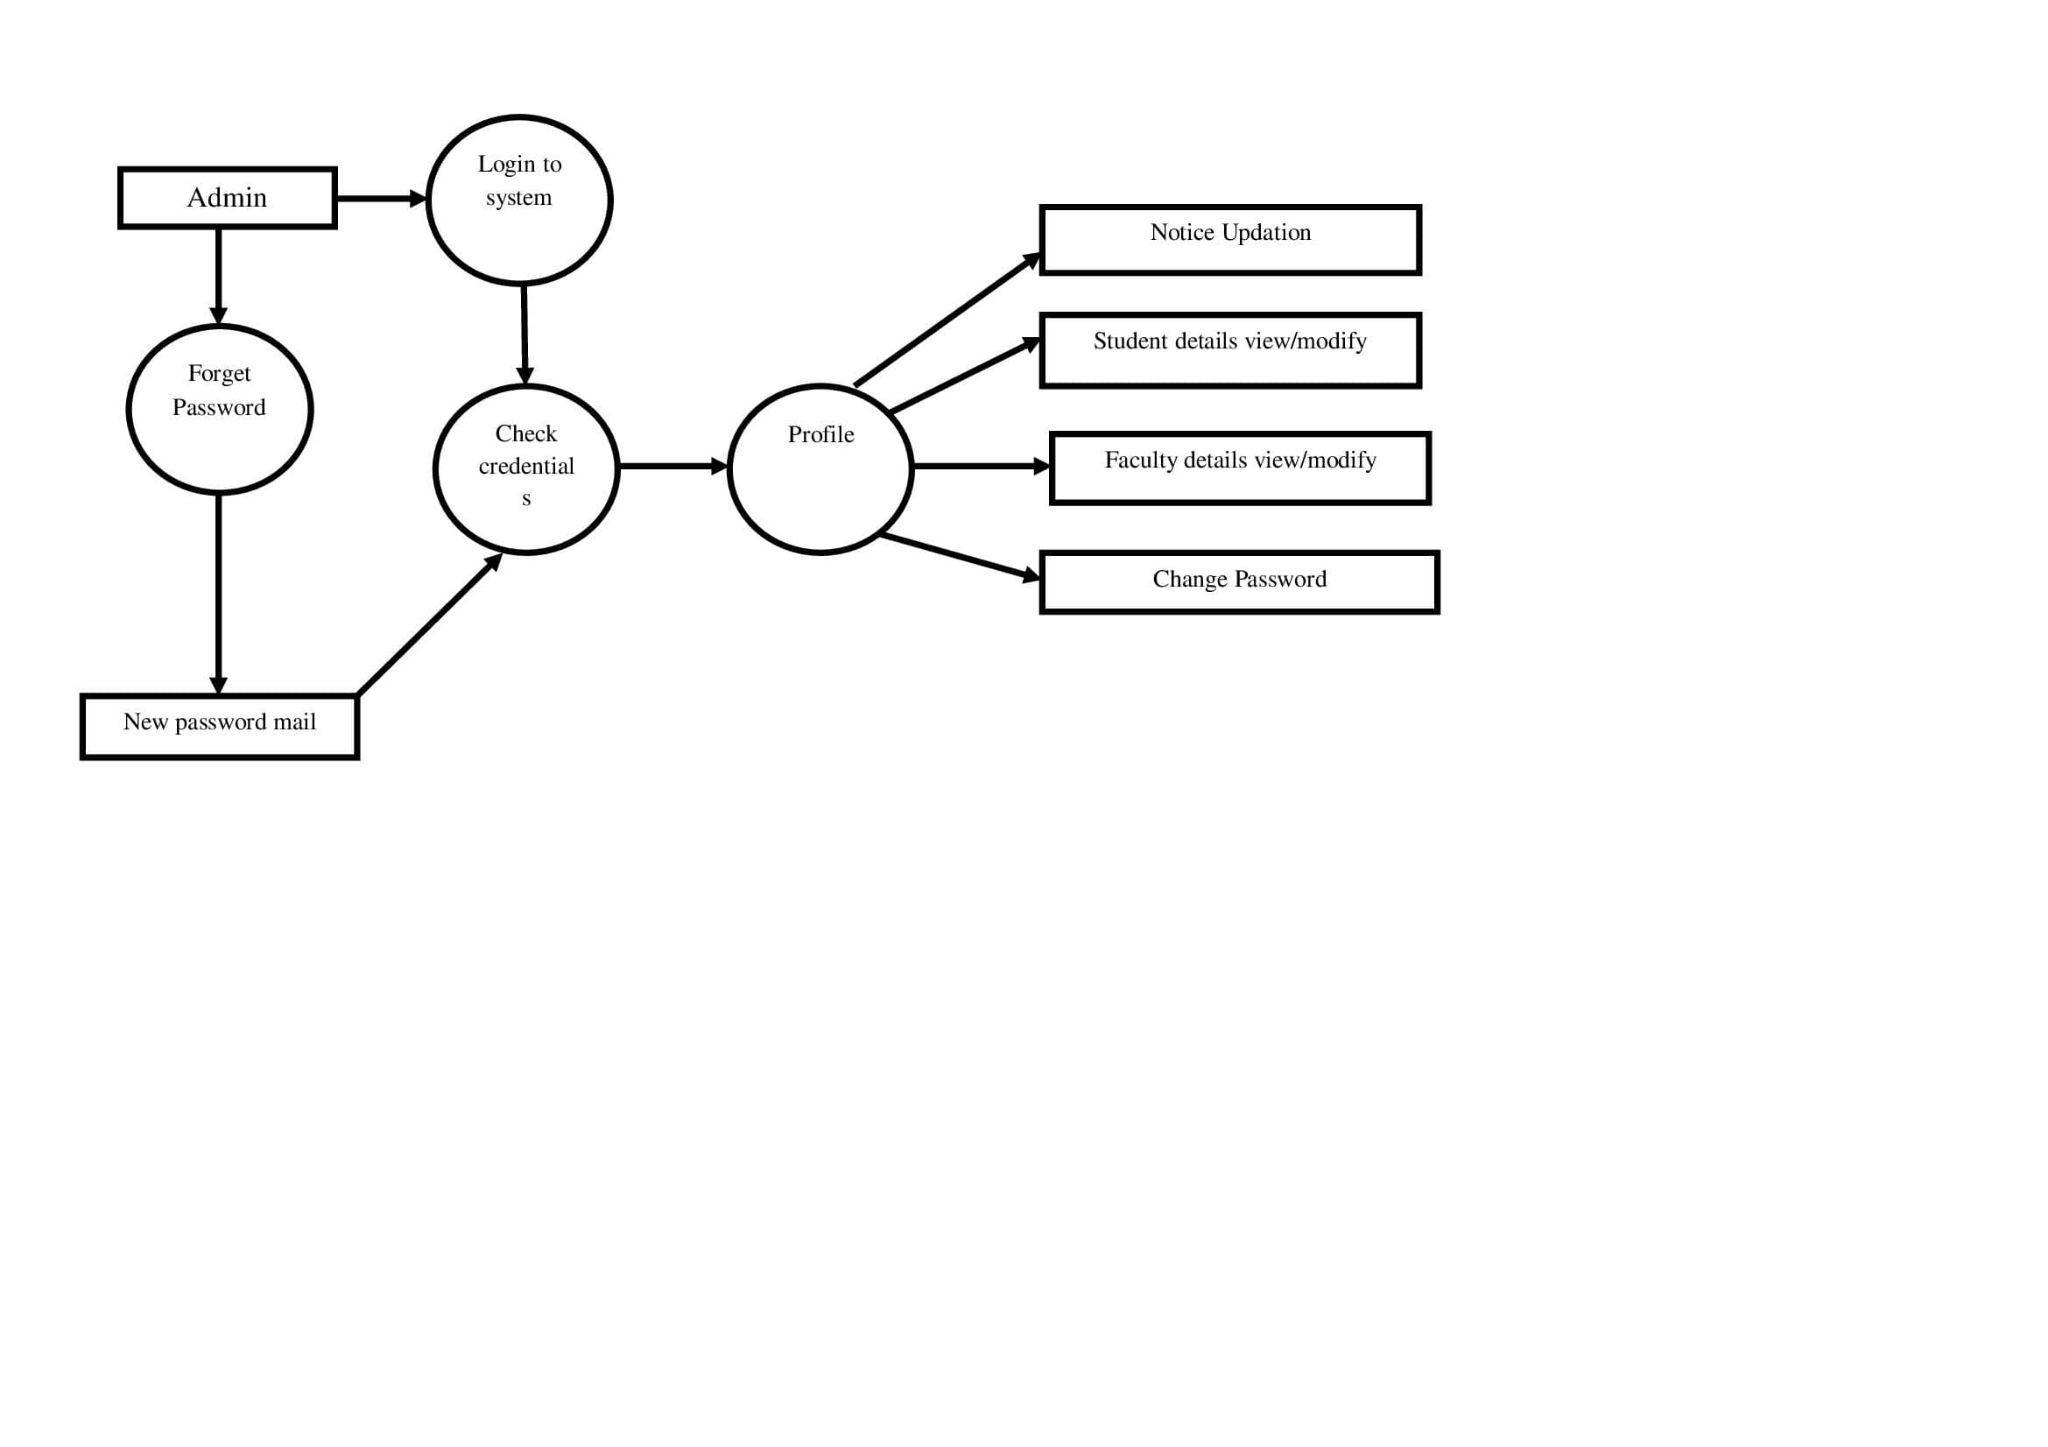 Admin
Login to
system
Forget
Password
Check
credential
s
New password mail
Profile
Notice Updation
Student details view/modify
Faculty details view/modify
Change Password